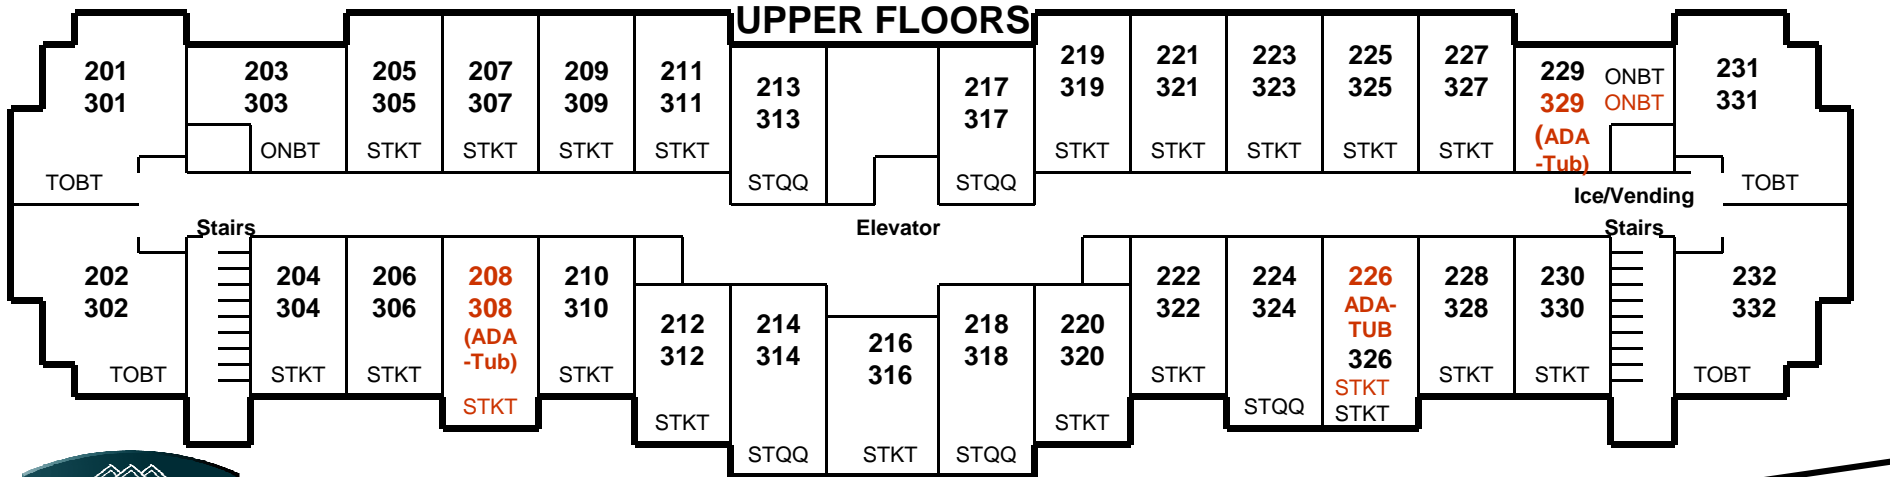 UPPER FLOORS
201
301
TOBT
203
303
ONBT
205
305
STKT
207
307
STKT
209
309
STKT
211
311
STKT
213
313
STQQ
217
317
STQQ
219
319
STKT
221
321
STKT
223
323
STKT
225
325
STKT
227
327
STKT
229 ONBT
329 ONBT
(ADA
-Tub)
231
331
TOBT
Ice/Vending
Stairs
Elevator
Stairs
202
302
TOBT
204
304
STKT
206
306
STKT
208
308
(ADA
-Tub)
STKT
210
310
STKT
212
312
STKT
214
314
STQQ
216
316
STKT
218
318
STQQ
220
320
STKT
222
322
STKT
224
324
STQQ
226
ADA-
TUB
326
STKT
STKT
228
328
STKT
230
330
STKT
232
332
TOBT